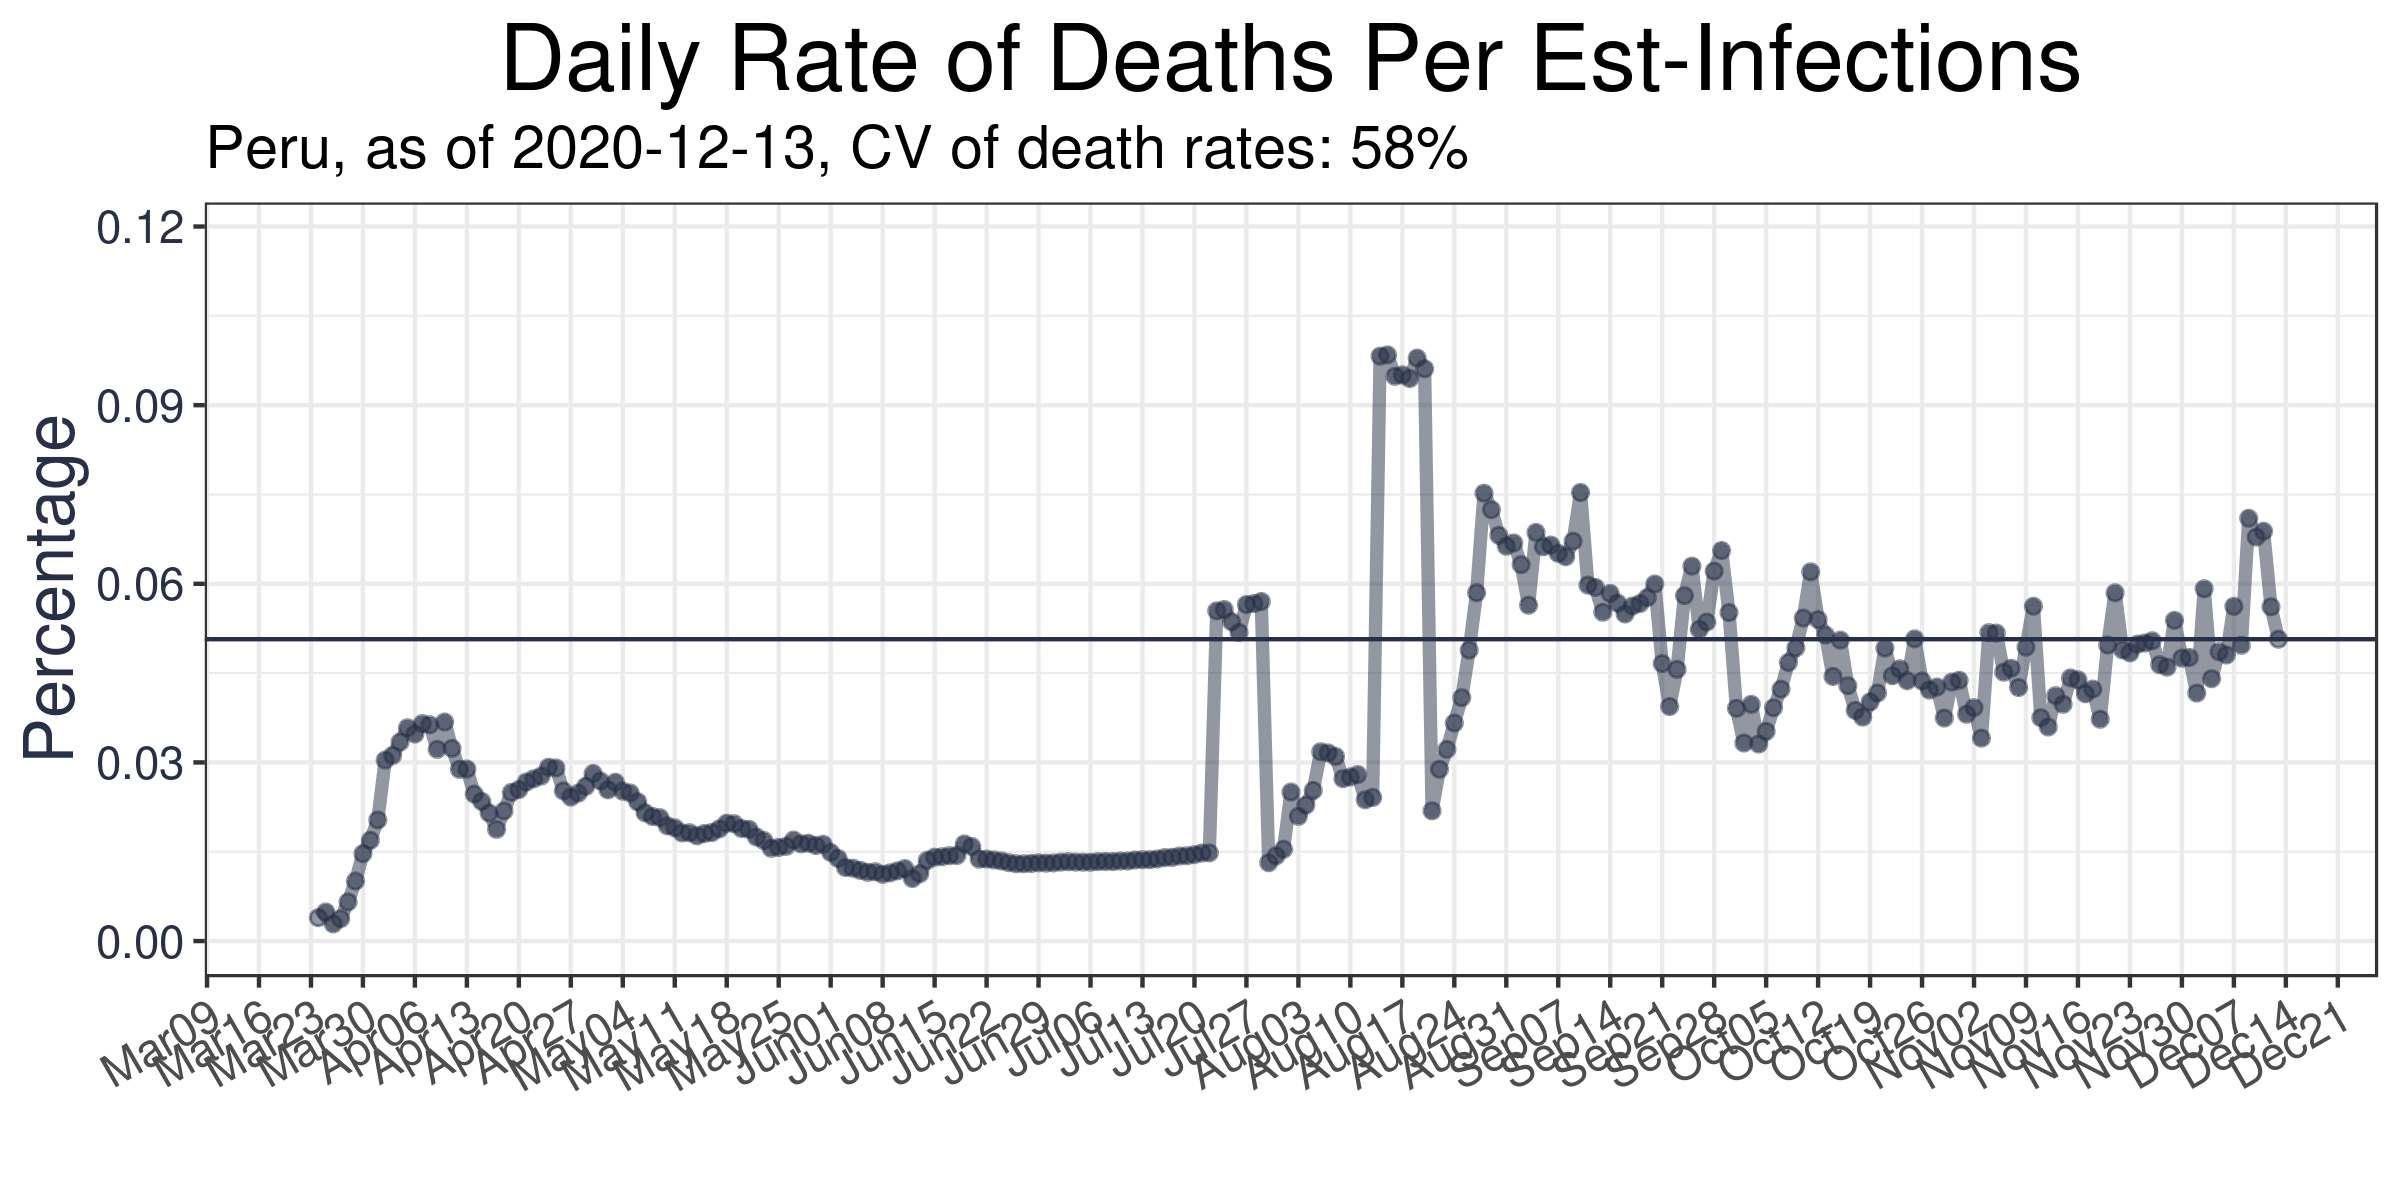 Daily Rate of Deaths Per Est-Infections
Peru, as of 2020-12-13, CV of death rates: 58%
Percentage
0.12
0.09
0.06
0.03
0.00
Mar09
Mar16
Mar23
Mar30
Apr06
Apr13
Apr20
Apr27
May04
May11
May18
May25
Jun01
Jun08
Jun15
Jun22
Jun29
Jul06
Jul13
Jul20
Jul27
Aug03
Aug10
Aug17
Aug24
Aug31
Sep07
Sep14
Sep21
Sep28
Oct05
Oct12
Oct19
Oct26
Nov02
Nov09
Nov16
Nov23
Nov30
Dec07
Dec14
Dec21